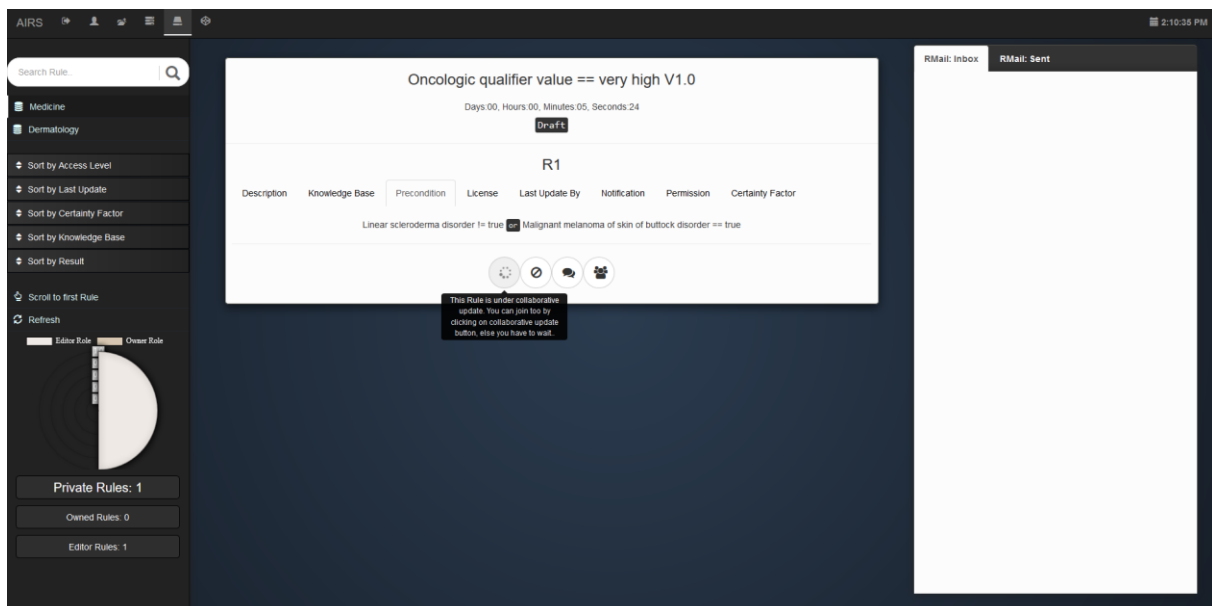 AIRS
2:10:35 PM
Search Rule..
Medicine
Dermatology
Sort by Access Level
Sort by Last Update
Sort by Certainty Factor
Sort by Knowledge Base
Sort by Result
Scroll to first Rule
Refresh
Editor Role Owner Role
Private Rules: 1
Owned Rules: 0
Editor Rules: 1
Oncologic qualifier value == very high V1.0
Days:00, Hours:00, Minutes:05, Seconds:24
Draft
R1
Description Knowledge Base Precondition License Last Update By Notification Permission Certainty Factor
Linear scleroderma disorder != true or Malignant melanoma of skin of buttock disorder == true
This Rule is under collaborative
update. You can join too by
clicking on collaborative update
button, else you have to wait..
RMail: Inbox RMail: Sent